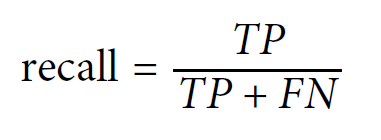 recall = TP / TP + FN